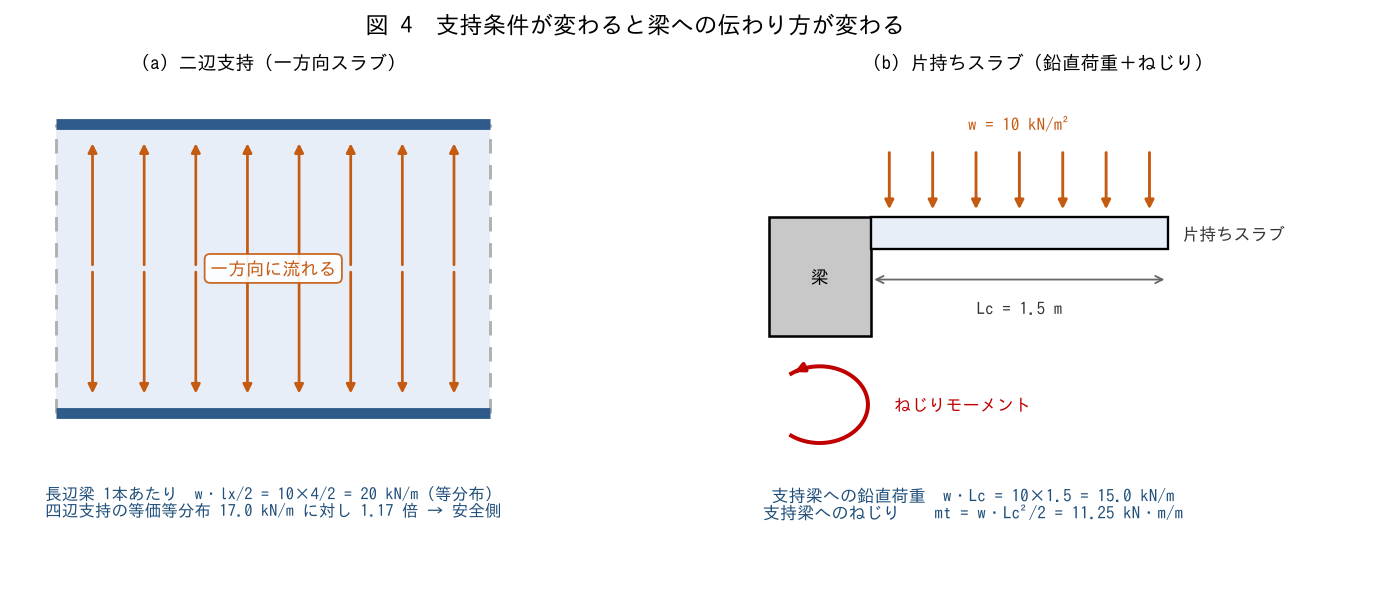 図 4　支持条件が変わると梁への伝わり方が変わる
(a) 二辺支持（一方向スラブ）
一方向に流れる
長辺梁 1本あたり　w・lx/2 = 10×4/2 = 20 kN/m（等分布）
四辺支持の等価等分布 17.0 kN/m に対し 1.17 倍 → 安全側
(b) 片持ちスラブ（鉛直荷重＋ねじり）
w = 10 kN/m²
片持ちスラブ
梁
Lc = 1.5 m
ねじりモーメント
支持梁への鉛直荷重　w・Lc = 10×1.5 = 15.0 kN/m
支持梁へのねじり　　mt = w・Lc²/2 = 11.25 kN・m/m